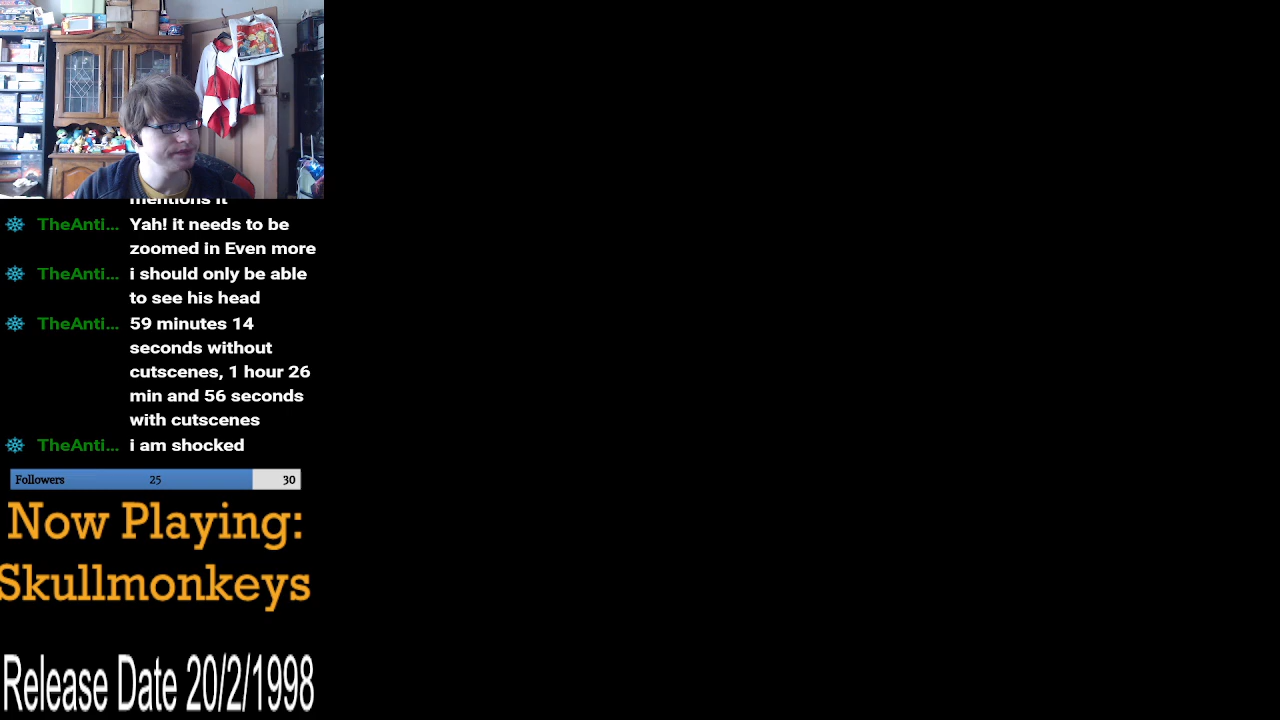 mentions it
TheAnti... Yah! it needs to be
zoomed in Even more
TheAnti... i should only be able
to see his head
TheAnti... 59 minutes 14
seconds without
cutscenes, 1 hour 26
min and 56 seconds
with cutscenes
TheAnti... i am shocked
Followers 25 30
Now Playing:
Skullmonkeys
Release Date 20/2/1998